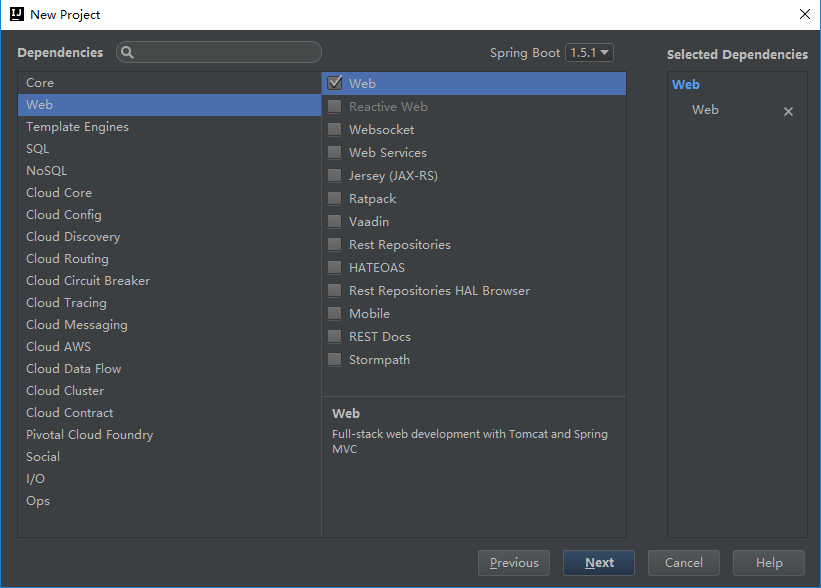 New Project
Dependencies
Spring Boot 1.5.1
Selected Dependencies
Core
Web
Template Engines
SQL
NoSQL
Cloud Core
Cloud Config
Cloud Discovery
Cloud Routing
Cloud Circuit Breaker
Cloud Tracing
Cloud Messaging
Cloud AWS
Cloud Data Flow
Cloud Cluster
Cloud Contract
Pivotal Cloud Foundry
Social
I/O
Ops
Web
Reactive Web
Websocket
Web Services
Jersey (JAX-RS)
Ratpack
Vaadin
Rest Repositories
HATEOAS
Rest Repositories HAL Browser
Mobile
REST Docs
Stormpath
Web
Full-stack web development with Tomcat and Spring
MVC
Web
Web
Previous
Next
Cancel
Help